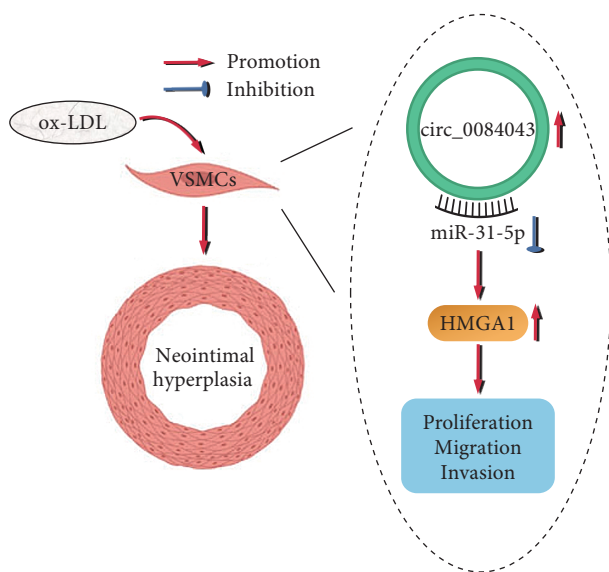 Promotion
Inhibition
ox-LDL
VSMCs
Neointimal
hyperplasia
circ_0084043
miR-31-5p
HMGA1
Proliferation
Migration
Invasion